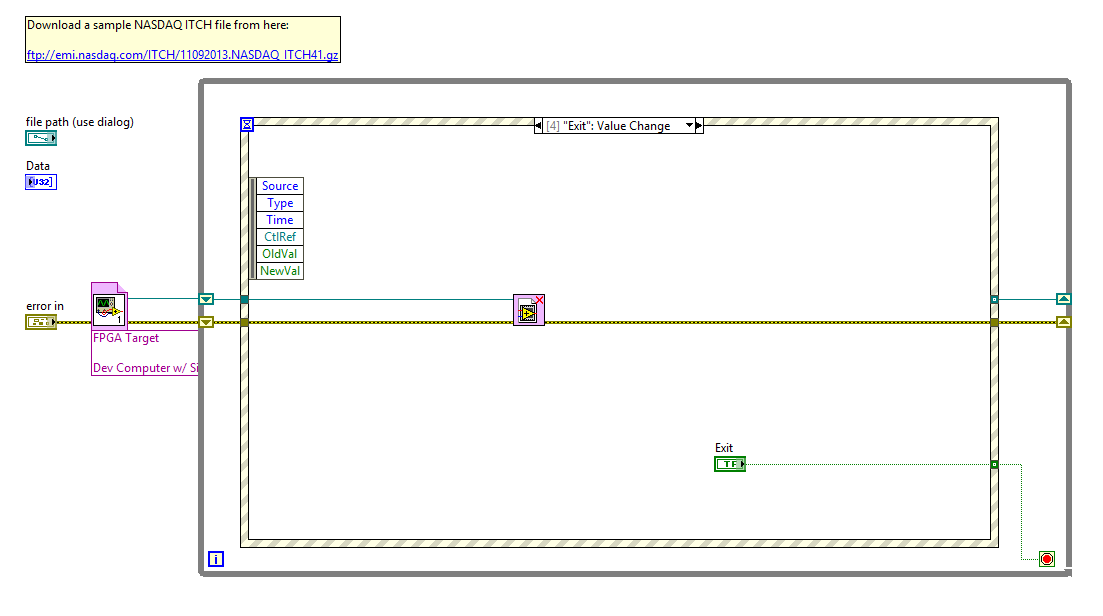 Download a sample NASDAQ ITCH file from here:
ftp://emi.nasdaq.com/ITCH/11092013.NASDAQ_ITCH41.gz
file path (use dialog)
Data
U32]
[4] "Exit": Value Change
Source
Type
Time
CtlRef
OldVal
NewVal
error in
1
FPGA Target
Dev Computer w/ Si
Exit
TF
i